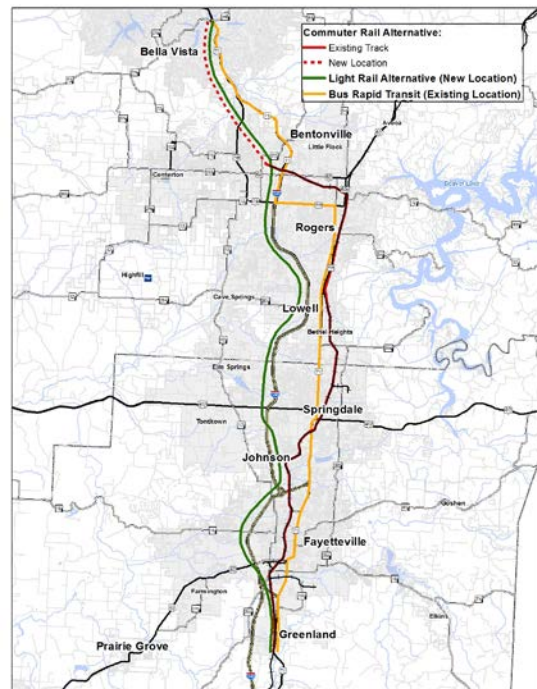 Commuter Rail Alternative:
Existing Track
New Location
Light Rail Alternative (New Location)
Bus Rapid Transit (Existing Location)
Bella Vista
Bentonville
Little Flock
Avoca
Centerton
Rogers
Highfill
Cave Springs
Lowell
Bethel Heights
Elm Springs
Springdale
Tontitown
Johnson
Goshen
Fayetteville
Farmington
Elkins
Greenland
Prairie Grove